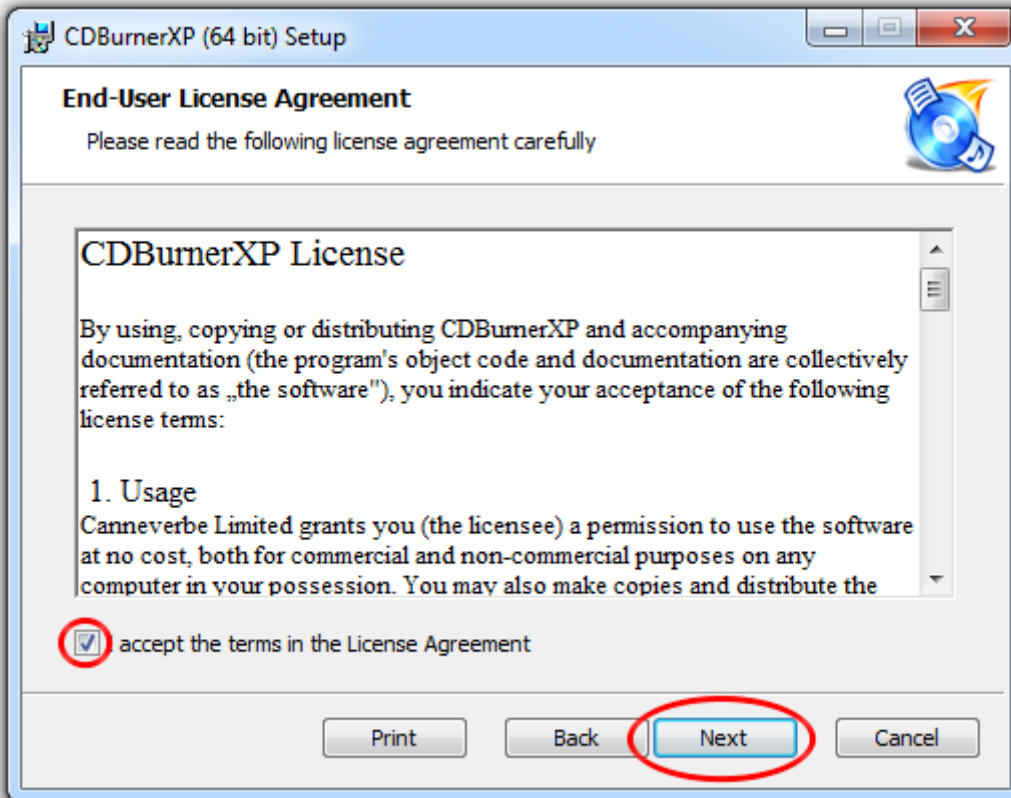 CDBurnerXP (64 bit) Setup
End-User License Agreement
Please read the following license agreement carefully
CDBurnerXP License
By using, copying or distributing CDBurnerXP and accompanying
documentation (the program's object code and documentation are collectively
referred to as „the software"), you indicate your acceptance of the following
license terms:
1. Usage
Canneverbe Limited grants you (the licensee) a permission to use the software
at no cost, both for commercial and non-commercial purposes on any
computer in your possession. You may also make copies and distribute the
accept the terms in the License Agreement
Print Back Next Cancel